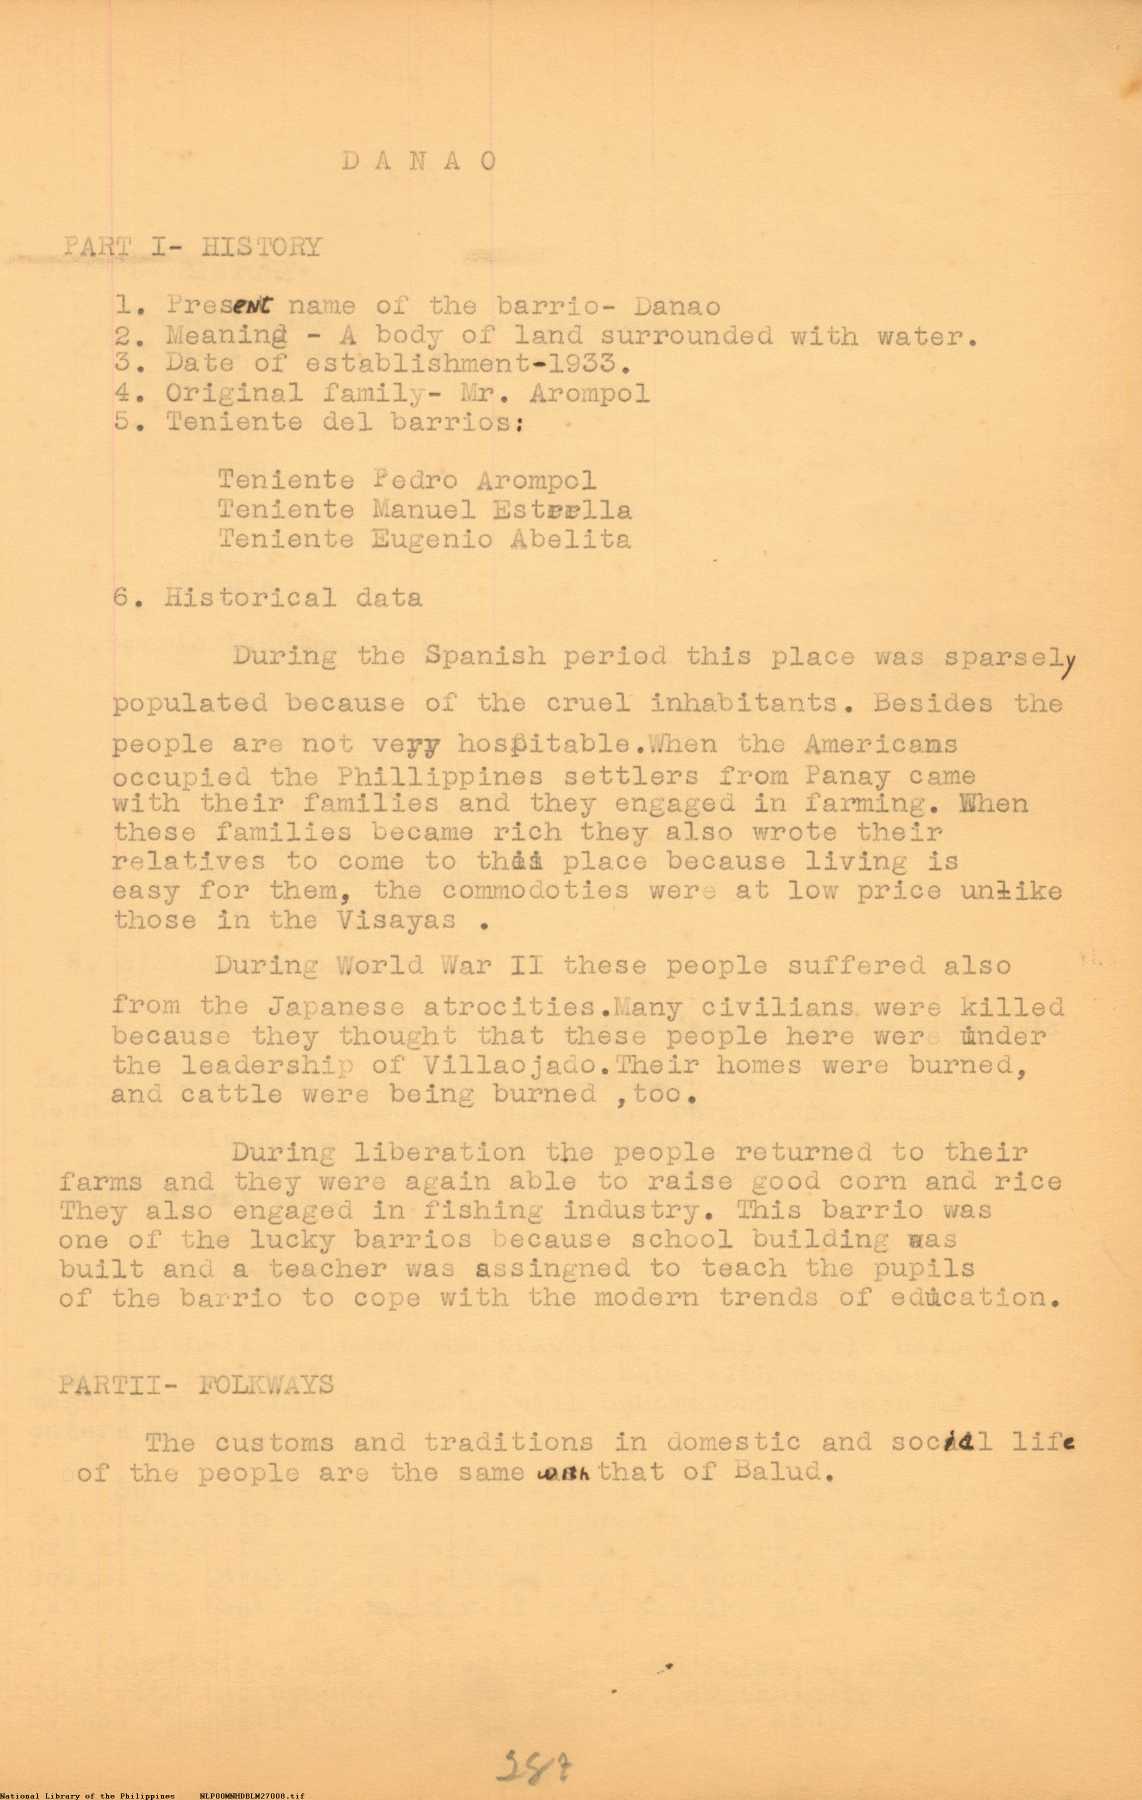 D A N A O
PART I- HISTORY
1. Present name of the barrio- Danao
2. Meaning - A body of land surrounded with water.
3. Date of establishment-1933.
4. Original family- Mr. Arompol
5. Teniente del barrios:
Teniente Pedro Arompol
Teniente Manuel Estrella
Teniente Eugenio Abelita
6. Historical data
During the Spanish period this place was sparsely
populated because of the cruel inhabitants. Besides the
people are not very hospitable.When the Americans
occupied the Phillippines settlers from Panay came
with their families and they engaged in farming. When
these families became rich they also wrote their
relatives to come to this place because living is
easy for them, the commodoties were at low price unlike
those in the Visayas .
During World War II these people suffered also
from the Japanese atrocities.Many civilians were killed
because they thought that these people here were under
the leadership of Villaojado.Their homes were burned,
and cattle were being burned ,too.
During liberation the people returned to their
farms and they were again able to raise good corn and rice
They also engaged in fishing industry. This barrio was
one of the lucky barrios because school building was
built and a teacher was assingned to teach the pupils
of the barrio to cope with the modern trends of education.
PARTII- FOLKWAYS
The customs and traditions in domestic and social life
of the people are the same with that of Balud.
287
National Library of the Philippines NLP00MNHDBLM27008.tif